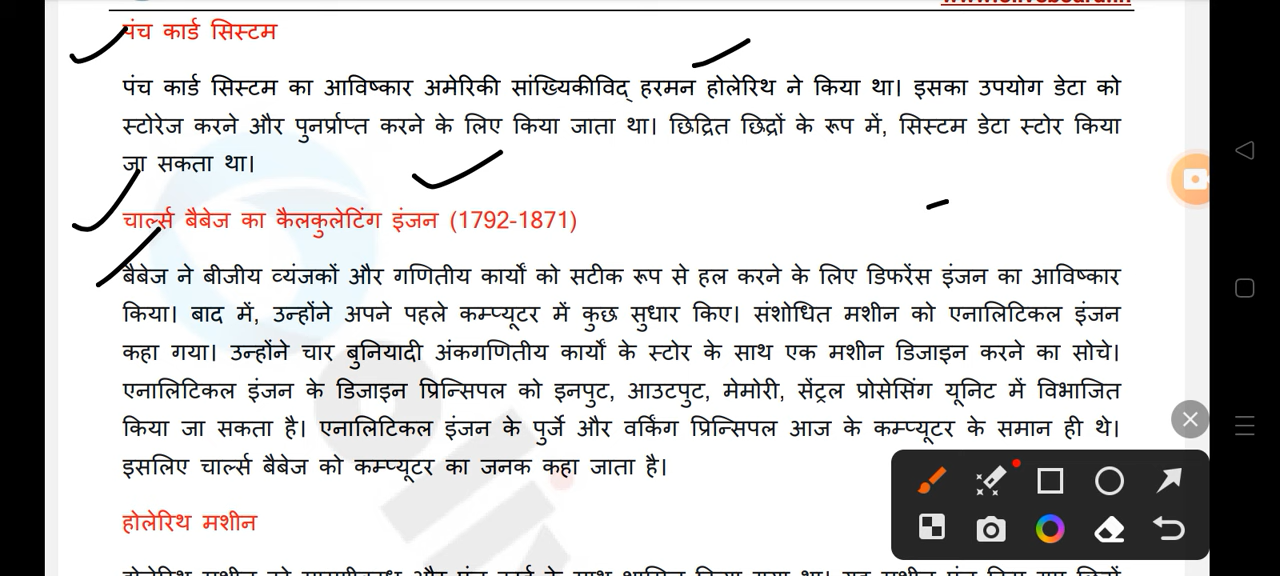 पंच कार्ड सिस्टम
पंच कार्ड सिस्टम का आविष्कार अमेरिकी सांख्यिकीविद् हरमन होलेरिथ ने किया था। इसका उपयोग डेटा को
स्टोरेज करने और पुनर्प्राप्त करने के लिए किया जाता था। छिद्रित छिद्रों के रूप में, सिस्टम डेटा स्टोर किया
जा सकता था।
चार्ल्स बैबेज का कैलकुलेटिंग इंजन (1792-1871)
बैबेज ने बीजीय व्यंजकों और गणितीय कार्यों को सटीक रूप से हल करने के लिए डिफरेंस इंजन का आविष्कार
किया। बाद में, उन्होंने अपने पहले कम्प्यूटर में कुछ सुधार किए। संशोधित मशीन को एनालिटिकल इंजन
कहा गया। उन्होंने चार बुनियादी अंकगणितीय कार्यों के स्टोर के साथ एक मशीन डिजाइन करने का सोचे।
एनालिटिकल इंजन के डिजाइन प्रिन्सिपल को इनपुट, आउटपुट, मेमोरी, सेंट्रल प्रोसेसिंग यूनिट में विभाजित
किया जा सकता है। एनालिटिकल इंजन के पुर्जे और वर्किंग प्रिन्सिपल आज के कम्प्यूटर के समान ही थे।
इसलिए चार्ल्स बैबेज को कम्प्यूटर का जनक कहा जाता है।
होलेरिथ मशीन